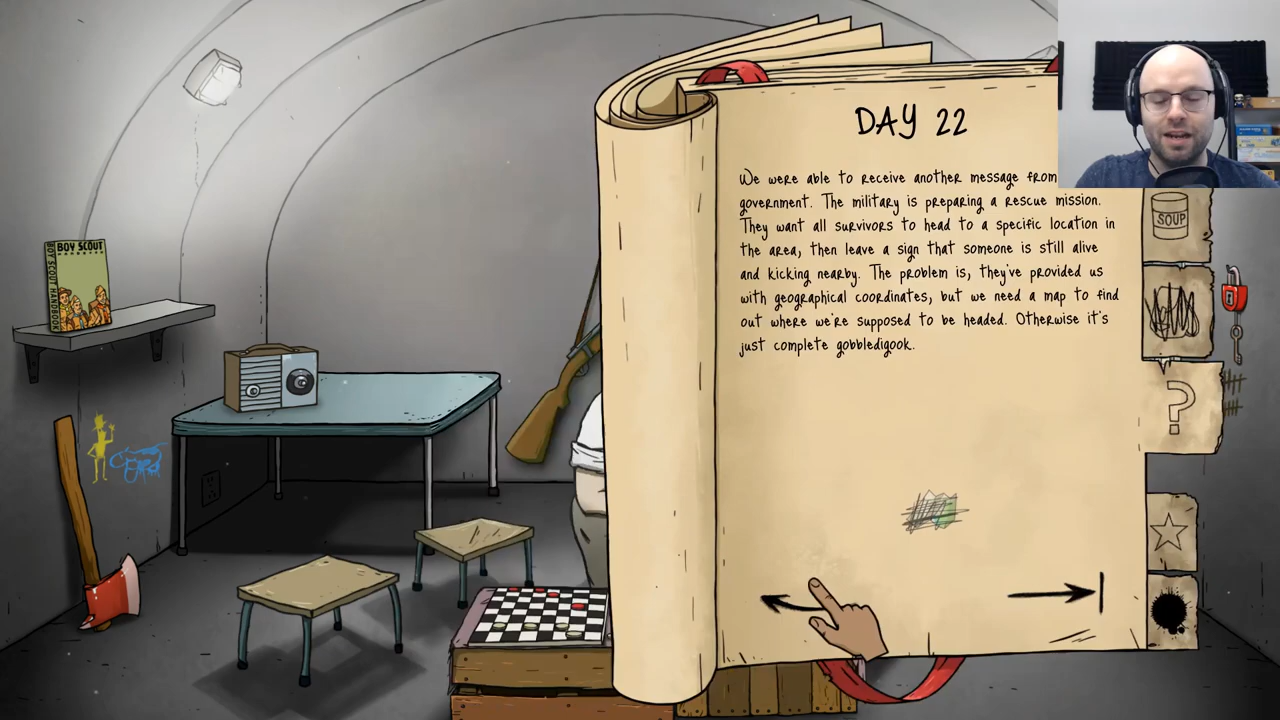 DAY 22
We were able to receive another message from
government. The military is preparing a rescue mission.
They want all survivors to head to a specific location in
the area, then leave a sign that someone is still alive
and kicking nearby. The problem is, they've provided us
with geographical coordinates, but we need a map to find
out where we're supposed to be headed. Otherwise it's
just complete gobbledigook.
SOUP
BOY SCOUT
BOY SCOUT HANDBOOK
?